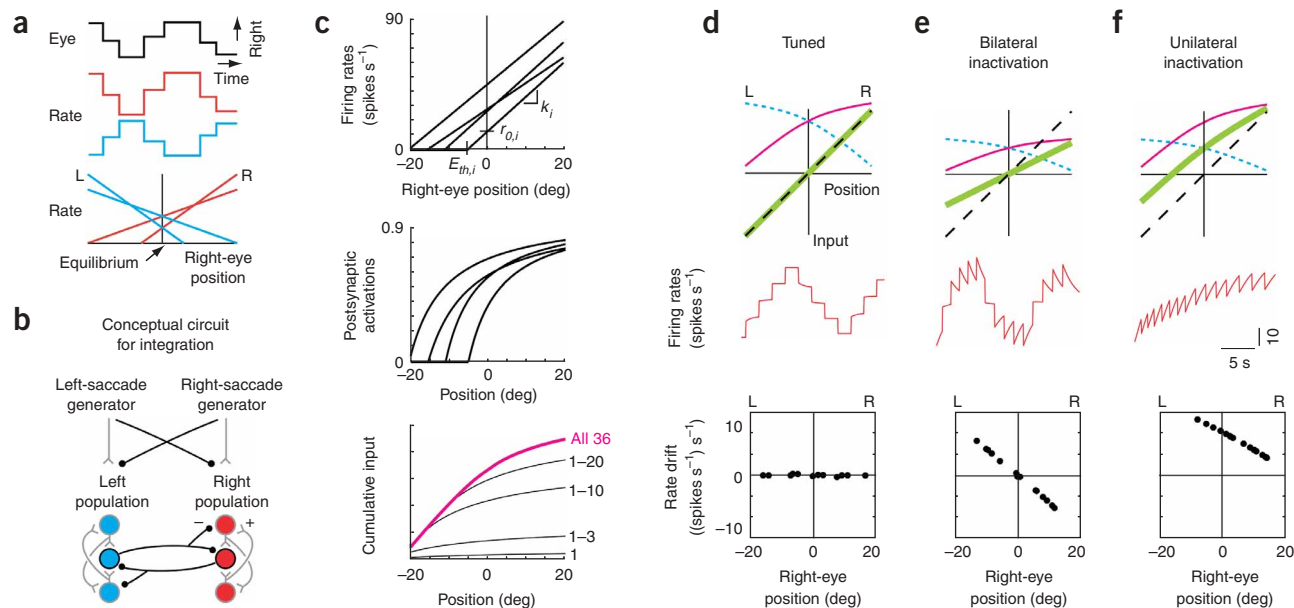 a
Eye
Right
Time
Rate
L
R
Rate
Equilibrium
Right-eye
position
b
Conceptual circuit
for integration
Left-saccade
generator
Right-saccade
generator
Left
population
Right
population
−
+
c
90
Firing rates
(spikes s−1)
0
ki
r0,i
Eth,i
−20
0
20
Right-eye position (deg)
0.9
Postsynaptic
activations
0
−20
0
20
Position (deg)
Cumulative input
All 36
1–20
1–10
1–3
1
−20
0
20
Position (deg)
d
Tuned
L
R
Position
Input
Firing rates
(spikes s−1)
L
R
10
0
−10
Rate drift
((spikes s−1) s−1)
−20
0
20
Right-eye
position (deg)
e
Bilateral
inactivation
L
R
−20
0
20
Right-eye
position (deg)
f
Unilateral
inactivation
10
5 s
L
R
−20
0
20
Right-eye
position (deg)